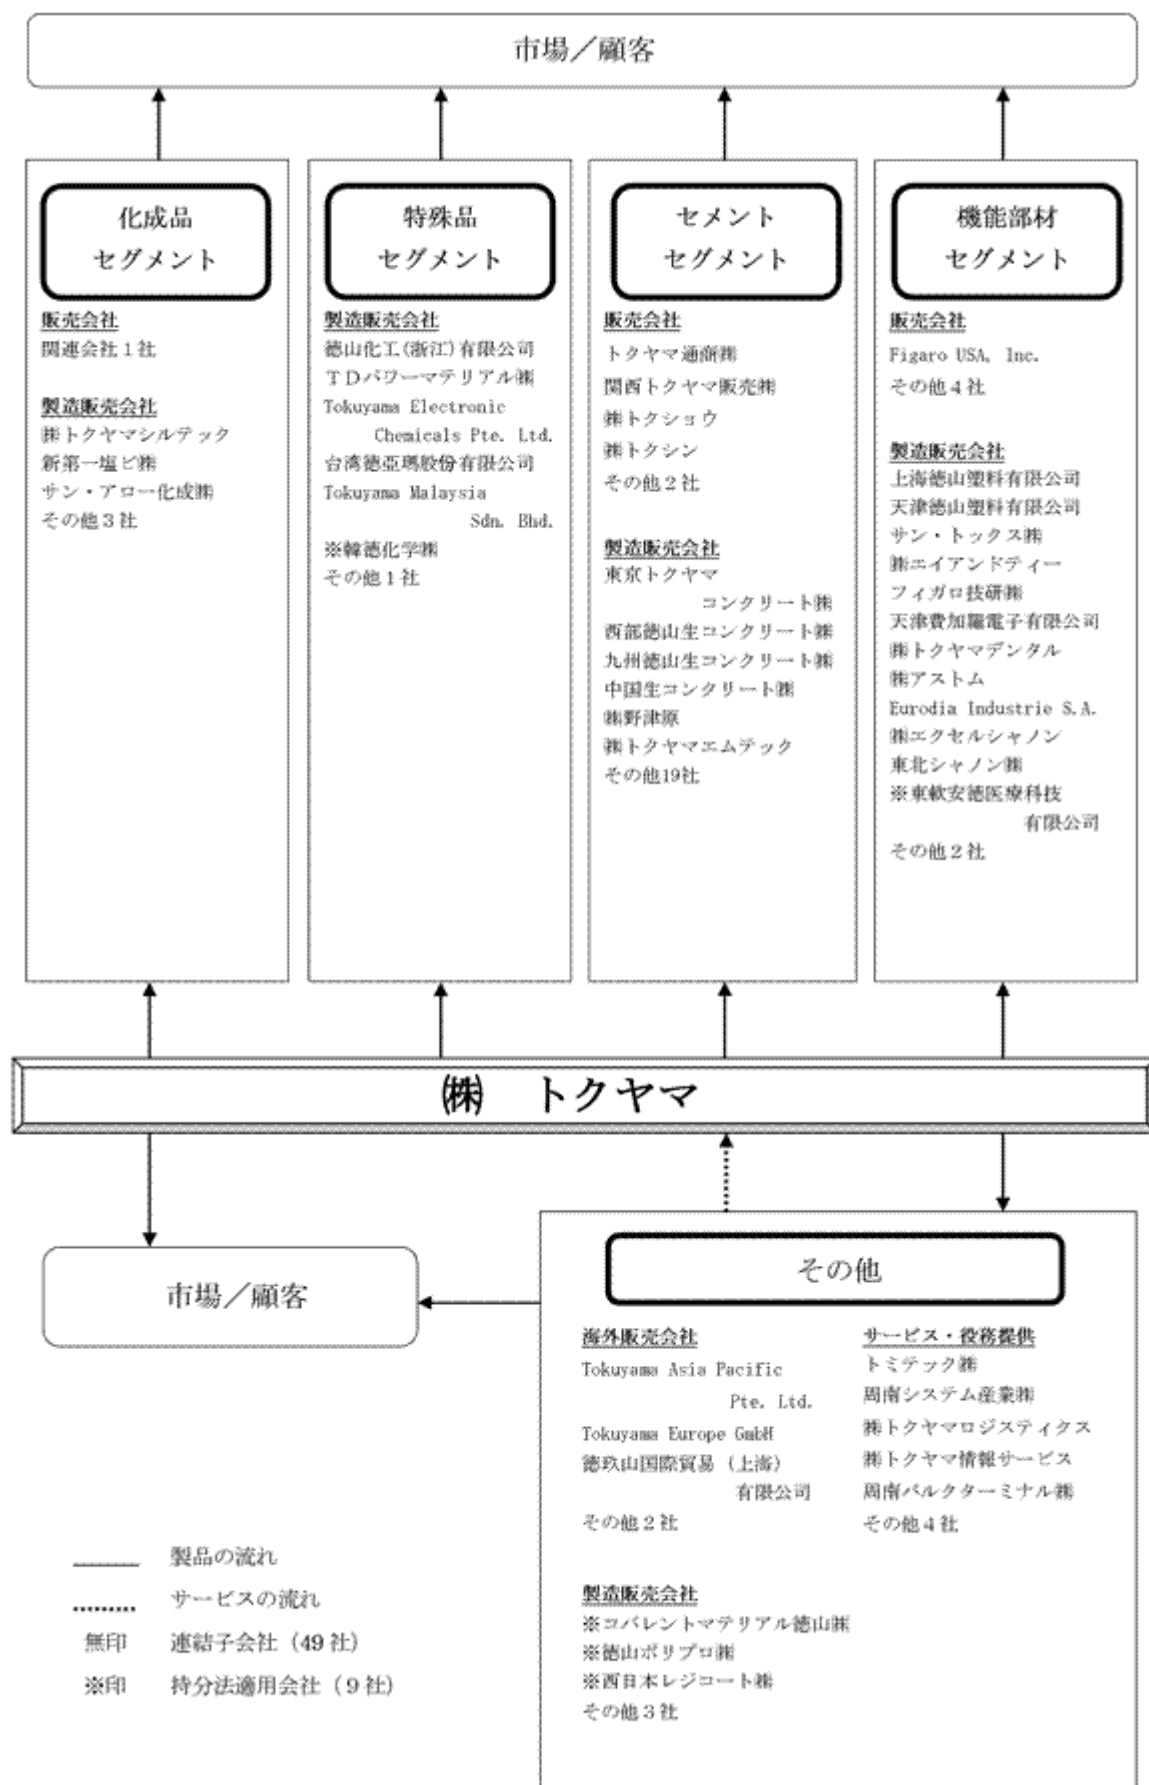 市場／顧客
化成品
セグメント
販売会社
関連会社１社
製造販売会社
㈱トクヤマシルテック
新第一塩ビ㈱
サン・アロー化成㈱
その他３社
特殊品
セグメント
製造販売会社
徳山化工(浙江)有限公司
ＴＤパワーマテリアル㈱
Tokuyama Electronic
Chemicals Pte. Ltd.
台湾徳亞瑪股份有限公司
Tokuyama Malaysia
Sdn. Bhd.
※韓徳化学㈱
その他１社
セメント
セグメント
販売会社
トクヤマ通商㈱
関西トクヤマ販売㈱
㈱トクショウ
㈱トクシン
その他２社
製造販売会社
東京トクヤマ
コンクリート㈱
西部徳山生コンクリート㈱
九州徳山生コンクリート㈱
中国生コンクリート㈱
㈱野津原
㈱トクヤマエムテック
その他19社
機能部材
セグメント
販売会社
Figaro USA, Inc.
その他４社
製造販売会社
上海徳山塑料有限公司
天津徳山塑料有限公司
サン・トックス㈱
㈱エイアンドティー
フィガロ技研㈱
天津費加羅電子有限公司
㈱トクヤマデンタル
㈱アストム
Eurodia Industrie S.A.
㈱エクセルシャノン
東北シャノン㈱
※東軟安徳医療科技
有限公司
その他２社
㈱　トクヤマ
市場／顧客
その他
海外販売会社
Tokuyama Asia Pacific
Pte. Ltd.
Tokuyama Europe GmbH
徳玖山国際貿易（上海）
有限公司
その他２社
製造販売会社
※コバレントマテリアル徳山㈱
※徳山ポリプロ㈱
※西日本レジコート㈱
その他３社
サービス・役務提供
トミテック㈱
周南システム産業㈱
㈱トクヤマロジスティクス
㈱トクヤマ情報サービス
周南バルクターミナル㈱
その他４社
製品の流れ
サービスの流れ
無印　連結子会社（49社）
※印　持分法適用会社（９社）